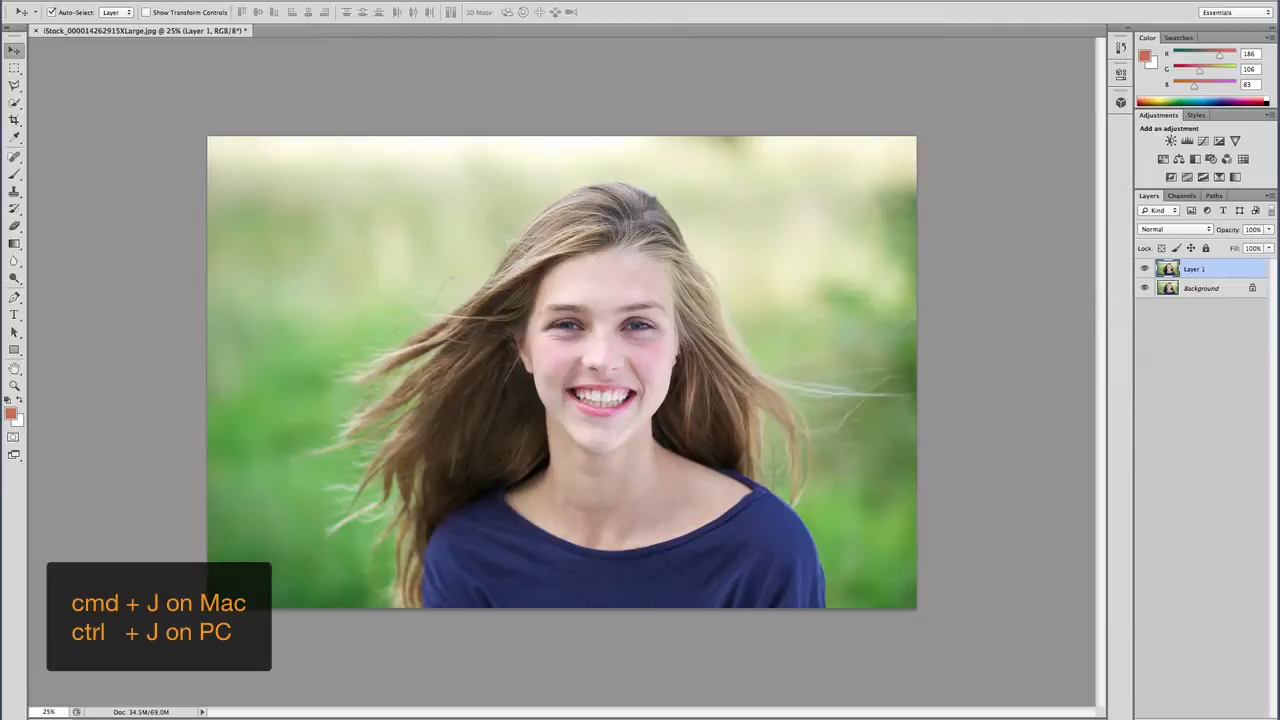 Auto-Select: Layer Show Transform Controls 3D Mode: Essentials
× iStock_000014262915XLarge.jpg @ 25% (Layer 1, RGB/8*) *
Color Swatches
R 186
G 106
B 83
Adjustments Styles
Add an adjustment
Layers Channels Paths
Kind
Normal Opacity: 100%
Lock: Fill: 100%
Layer 1
Background
cmd + J on Mac
ctrl + J on PC
25% Doc: 34.5M/69.0M